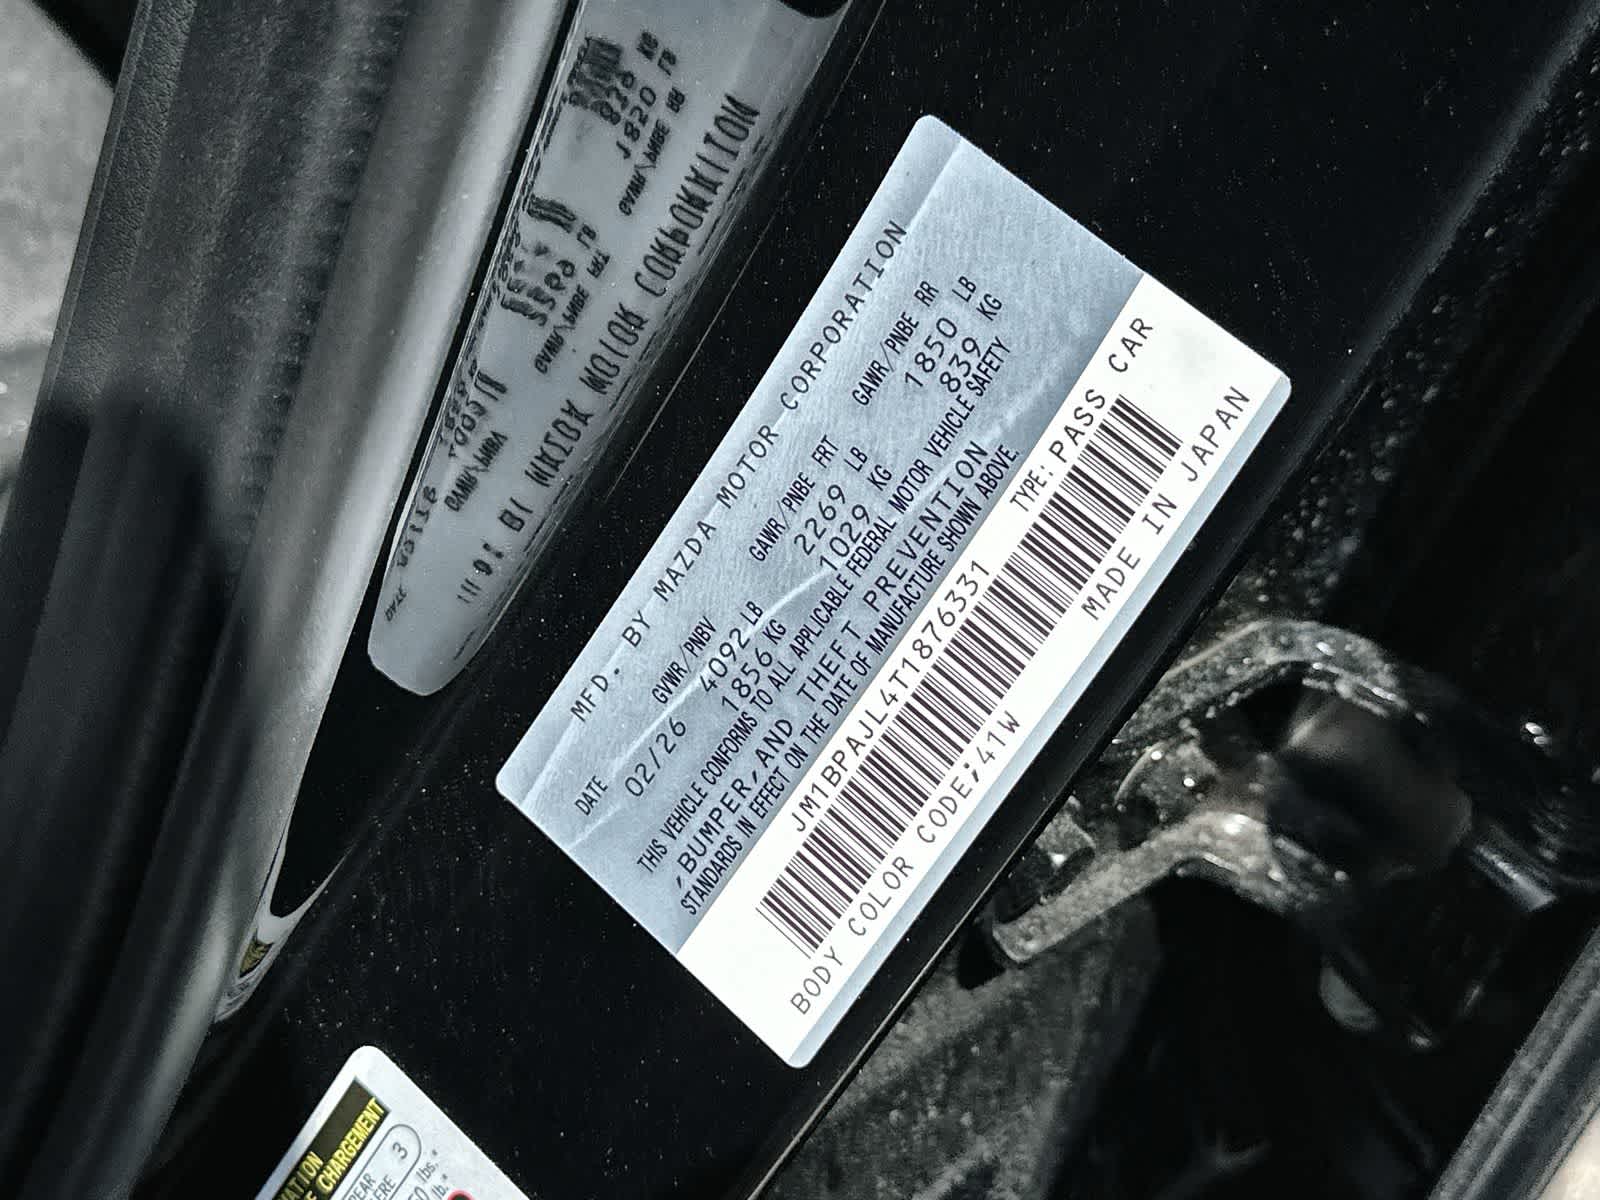 MFD. BY MAZDA MOTOR CORPORATION
DATE GVWR/PNBV GAWR/PNBE FRT GAWR/PNBE RR
02/26 4092 LB 2269 LB 1850 LB
1856 KG 1029 KG 839 KG
THIS VEHICLE CONFORMS TO ALL APPLICABLE FEDERAL MOTOR VEHICLE SAFETY
,BUMPER,AND THEFT PREVENTION
STANDARDS IN EFFECT ON THE DATE OF MANUFACTURE SHOWN ABOVE.
JM1BPAJL4T1876331 TYPE:PASS CAR
BODY COLOR CODE;41W MADE IN JAPAN
CHARGEMENT
3
lbs.
lb.